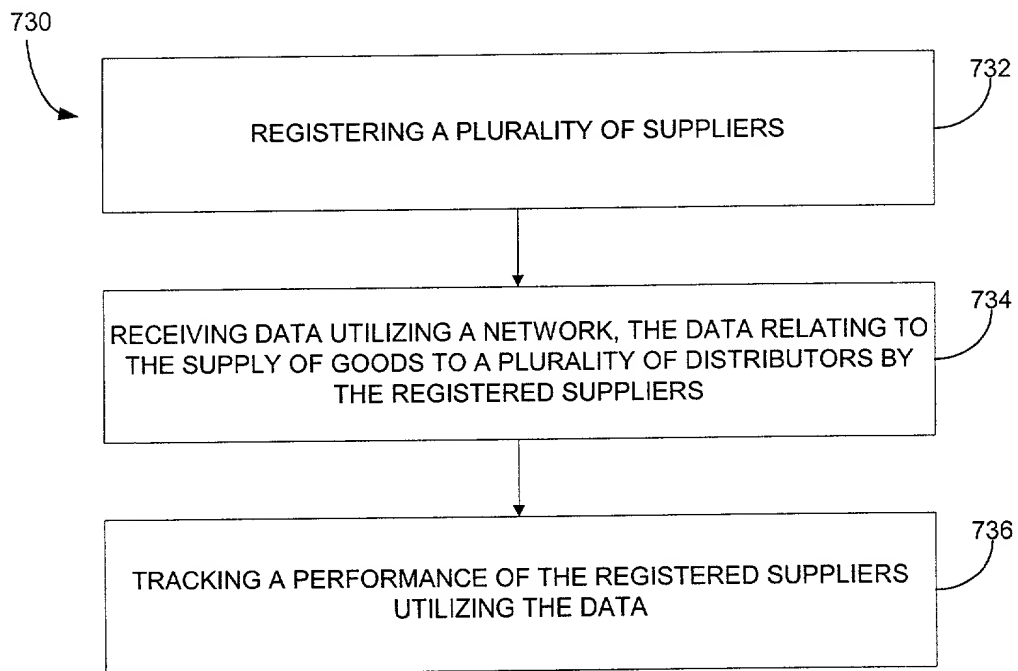 730
732
REGISTERING A PLURALITY OF SUPPLIERS
734
RECEIVING DATA UTILIZING A NETWORK, THE DATA RELATING TO
THE SUPPLY OF GOODS TO A PLURALITY OF DISTRIBUTORS BY
THE REGISTERED SUPPLIERS
736
TRACKING A PERFORMANCE OF THE REGISTERED SUPPLIERS
UTILIZING THE DATA